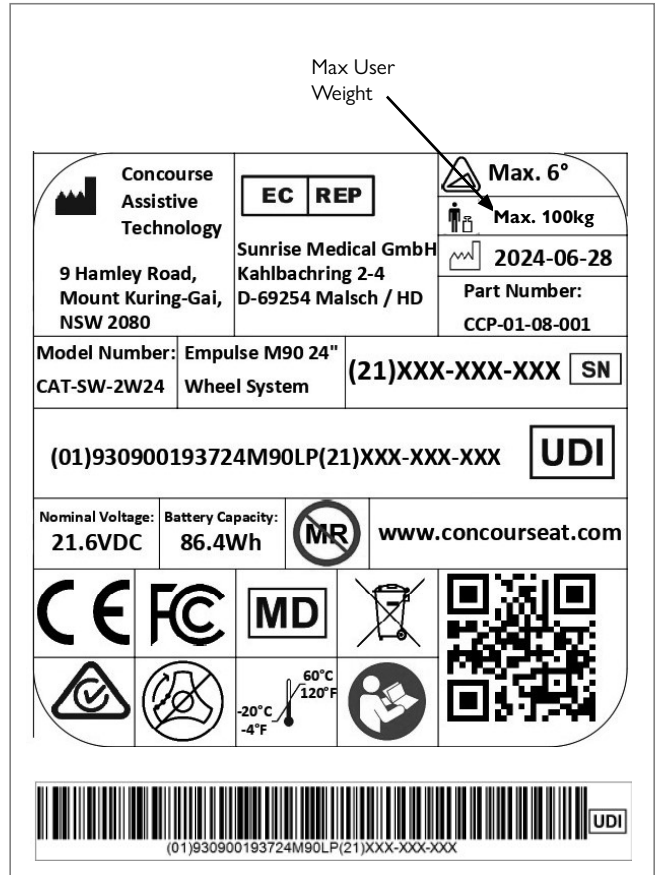 Max User
Weight
Concourse
Assistive
Technology
9 Hamley Road,
Mount Kuring-Gai,
NSW 2080
EC REP
Sunrise Medical GmbH
Kahlbachring 2-4
D-69254 Malsch / HD
Max. 6°
Max. 100kg
2024-06-28
Part Number:
CCP-01-08-001
Model Number:
CAT-SW-2W24
Empulse M90 24"
Wheel System
(21)XXX-XXX-XXX SN
(01)930900193724M90LP(21)XXX-XXX-XXX UDI
Nominal Voltage:
21.6VDC
Battery Capacity:
86.4Wh
MR
www.concourseat.com
CE FC MD
60°C
120°F
-20°C
-4°F
UDI
(01)930900193724M90LP(21)XXX-XXX-XXX